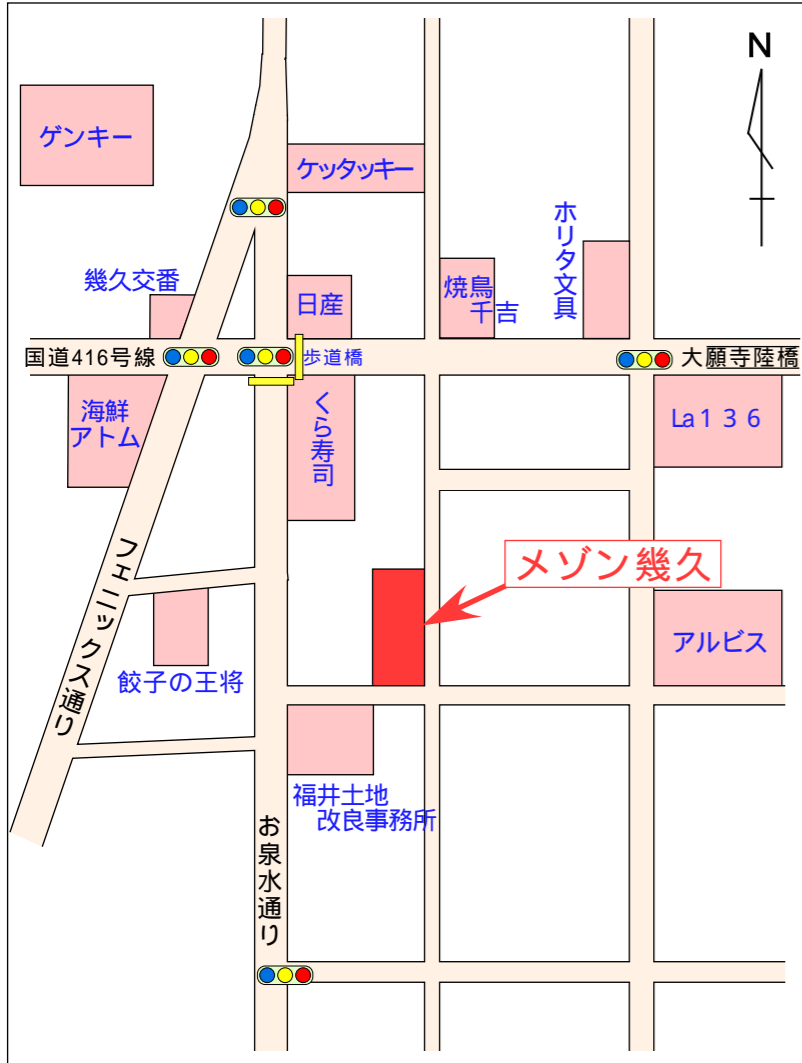 N
ゲンキー
ケッタッキー
ホリタ文具
幾久交番
日産
焼鳥
千吉
国道416号線
歩道橋
大願寺陸橋
海鮮
アトム
くら寿司
La136
メゾン幾久
フェニックス通り
アルビス
餃子の王将
福井土地
改良事務所
お泉水通り